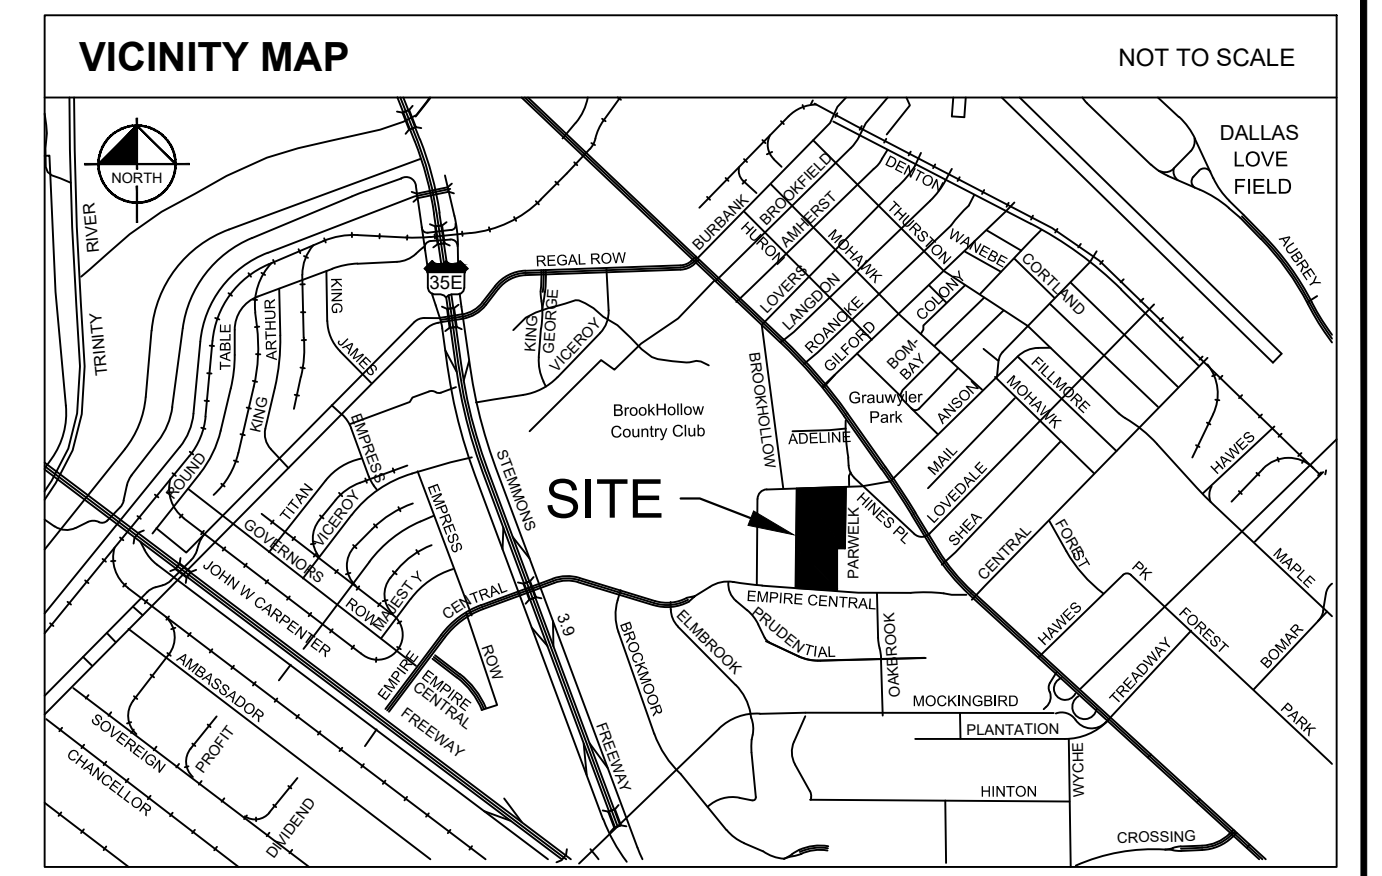 VICINITY MAP
NOT TO SCALE
NORTH
DALLAS
LOVE
FIELD
AUBREY
DENTON
BURBANK
BROOKFIELD
HURON
AMHERST
MOHAWK
THURSTON
WANEBE
CORTLAND
COLONY
LOVERS
LANGDON
ROANOKE
GILFORD
BOM-
BAY
ANSON
FILLMORE
MOHAWK
RIVER
TRINITY
REGAL ROW
35E
KING
JAMES
KING
GEORGE
VICEROY
TABLE
ARTHUR
KING
ROUND
EMPRESS
BrookHollow
Country Club
BROOKHOLLOW
Grauwyler
Park
ADELINE
MAIL
LOVEDALE
SHEA
CENTRAL
HAWES
MAPLE
STEMMONS
SITE
HINES PL
PARWELK
TITAN
VICEROY
EMPRESS
GOVERNORS
ROW
MAJEST Y
JOHN W CARPENTER
CENTRAL
EMPIRE
EMPIRE CENTRAL
PRUDENTIAL
OAKBROOK
3.9
BROCKMOOR
ELMBROOK
ROW
FOREST
PK
FOREST
HAWES
TREADWAY
BOMAR
PARK
AMBASSADOR
EMPIRE
CENTRAL
FREEWAY
FREEWAY
MOCKINGBIRD
PLANTATION
WYCHE
HINTON
CROSSING
SOVEREIGN
PROFIT
CHANCELLOR
DIVIDEND